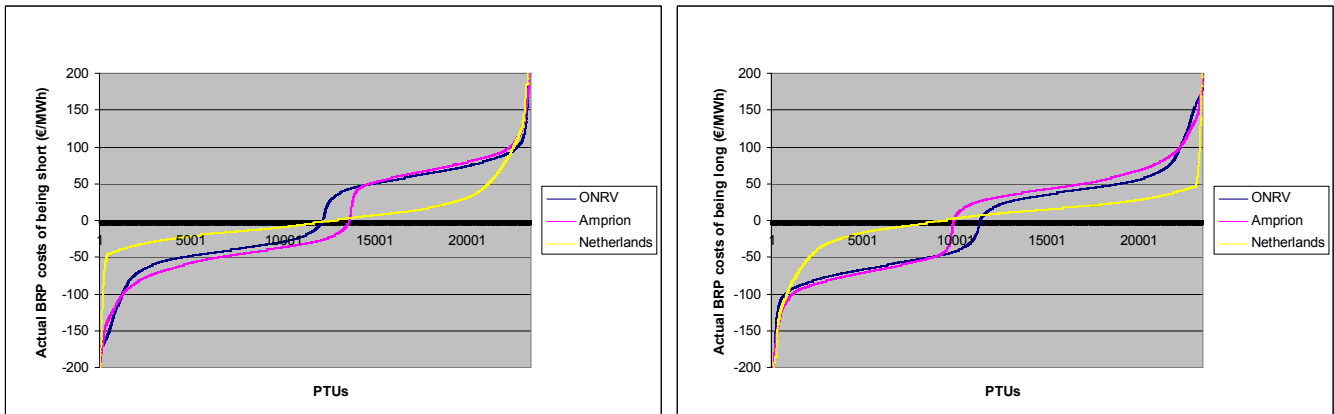 Actual BRP costs of being short (€/MWh)
200
150
100
50
0
-50
-100
-150
-200
1
5001
10001
15001
20001
PTUs
ONRV
Amprion
Netherlands
Actual BRP costs of being long (€/MWh)
200
150
100
50
0
-50
-100
-150
-200
1
5001
10001
15001
20001
PTUs
ONRV
Amprion
Netherlands